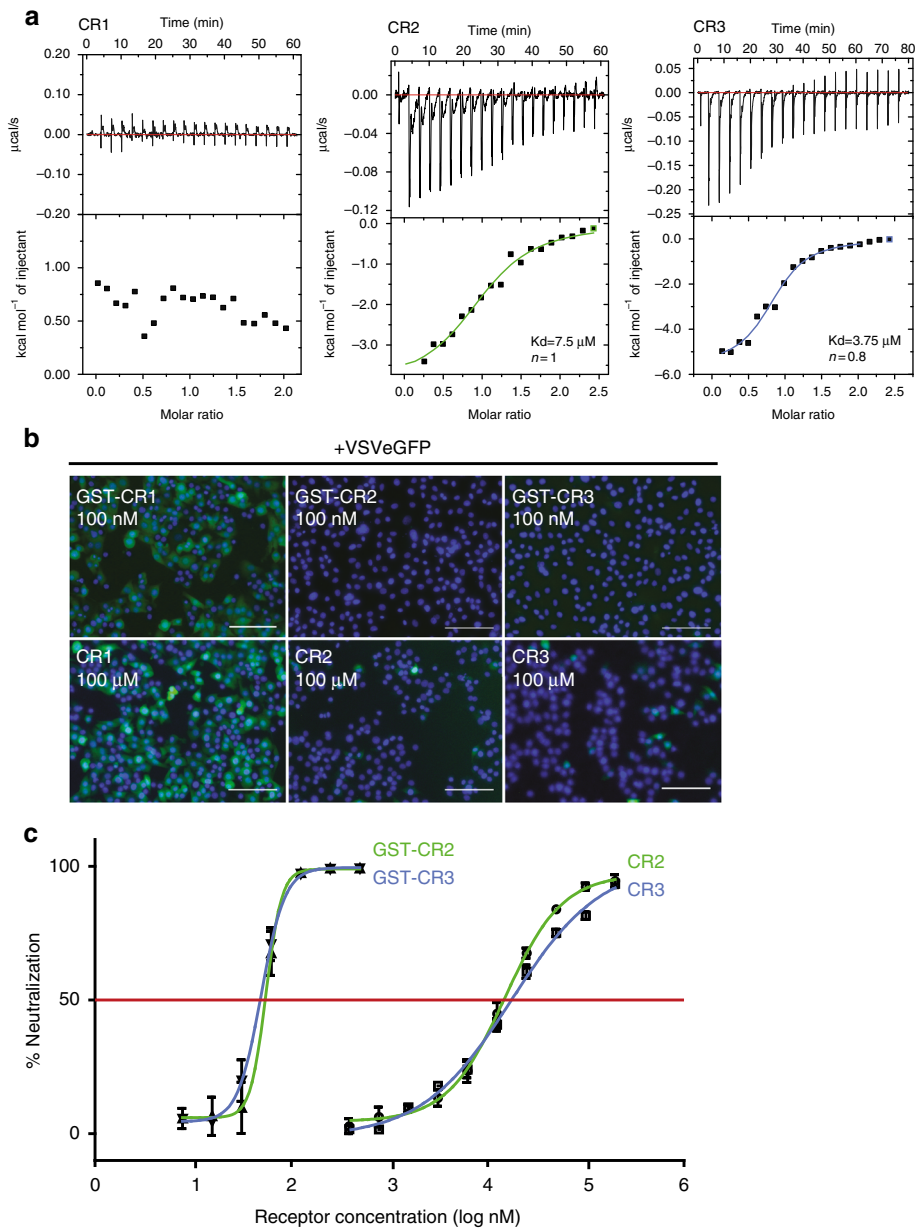 a
CR1
Time (min)
0 10 20 30 40 50 60
0.20
0.10
0.00
−0.10
−0.20
µcal/s
1.00
0.50
0.00
kcal mol⁻¹ of injectant
0.0 0.5 1.0 1.5 2.0
Molar ratio
CR2
Time (min)
0 10 20 30 40 50 60
0.00
−0.04
−0.08
−0.12
µcal/s
0.0
−1.0
−2.0
−3.0
kcal mol⁻¹ of injectant
Kd=7.5 µM
n=1
0.0 0.5 1.0 1.5 2.0 2.5
Molar ratio
CR3
Time (min)
0 10 20 30 40 50 60 70 80
0.05
0.00
−0.05
−0.10
−0.15
−0.20
−0.25
µcal/s
0.0
−2.0
−4.0
−6.0
kcal mol⁻¹ of injectant
Kd=3.75 µM
n=0.8
0.0 0.5 1.0 1.5 2.0 2.5
Molar ratio
b
+VSVeGFP
GST-CR1
100 nM
GST-CR2
100 nM
GST-CR3
100 nM
CR1
100 µM
CR2
100 µM
CR3
100 µM
c
GST-CR2
GST-CR3
CR2
CR3
100
50
0
% Neutralization
0 1 2 3 4 5 6
Receptor concentration (log nM)